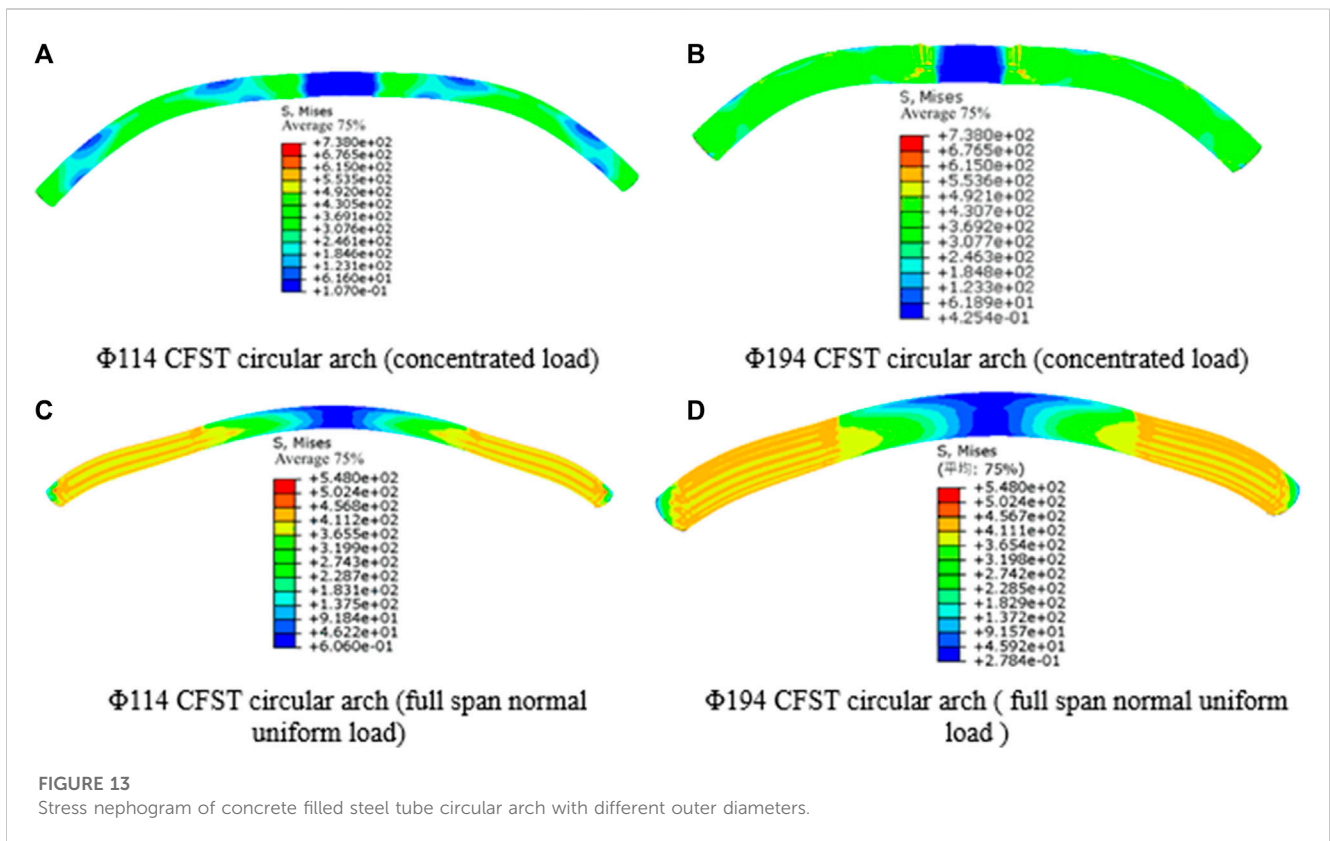 A
S, Mises
Average 75%
+7.380e+02
+6.765e+02
+6.150e+02
+5.535e+02
+4.920e+02
+4.305e+02
+3.691e+02
+3.076e+02
+2.461e+02
+1.846e+02
+1.231e+02
+6.160e+01
+1.070e-01
Φ114 CFST circular arch (concentrated load)
B
S, Mises
Average 75%
+7.380e+02
+6.765e+02
+6.150e+02
+5.536e+02
+4.921e+02
+4.307e+02
+3.692e+02
+3.077e+02
+2.463e+02
+1.848e+02
+1.233e+02
+6.189e+01
+4.254e-01
Φ194 CFST circular arch (concentrated load)
C
S, Mises
Average 75%
+5.480e+02
+5.024e+02
+4.568e+02
+4.112e+02
+3.655e+02
+3.199e+02
+2.743e+02
+2.287e+02
+1.831e+02
+1.375e+02
+9.184e+01
+4.622e+01
+6.060e-01
Φ114 CFST circular arch (full span normal
uniform load)
D
S, Mises
(平均: 75%)
+5.480e+02
+5.024e+02
+4.567e+02
+4.111e+02
+3.654e+02
+3.198e+02
+2.742e+02
+2.285e+02
+1.829e+02
+1.372e+02
+9.157e+01
+4.592e+01
+2.784e-01
Φ194 CFST circular arch ( full span normal uniform
load )
FIGURE 13
Stress nephogram of concrete filled steel tube circular arch with different outer diameters.